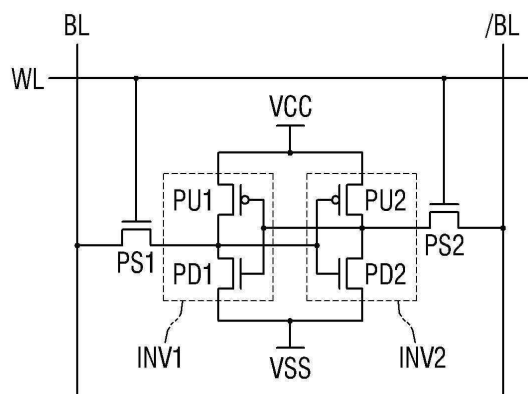 BL
/BL
WL
VCC
PU1
PU2
PS1
PS2
PD1
PD2
INV1
VSS
INV2